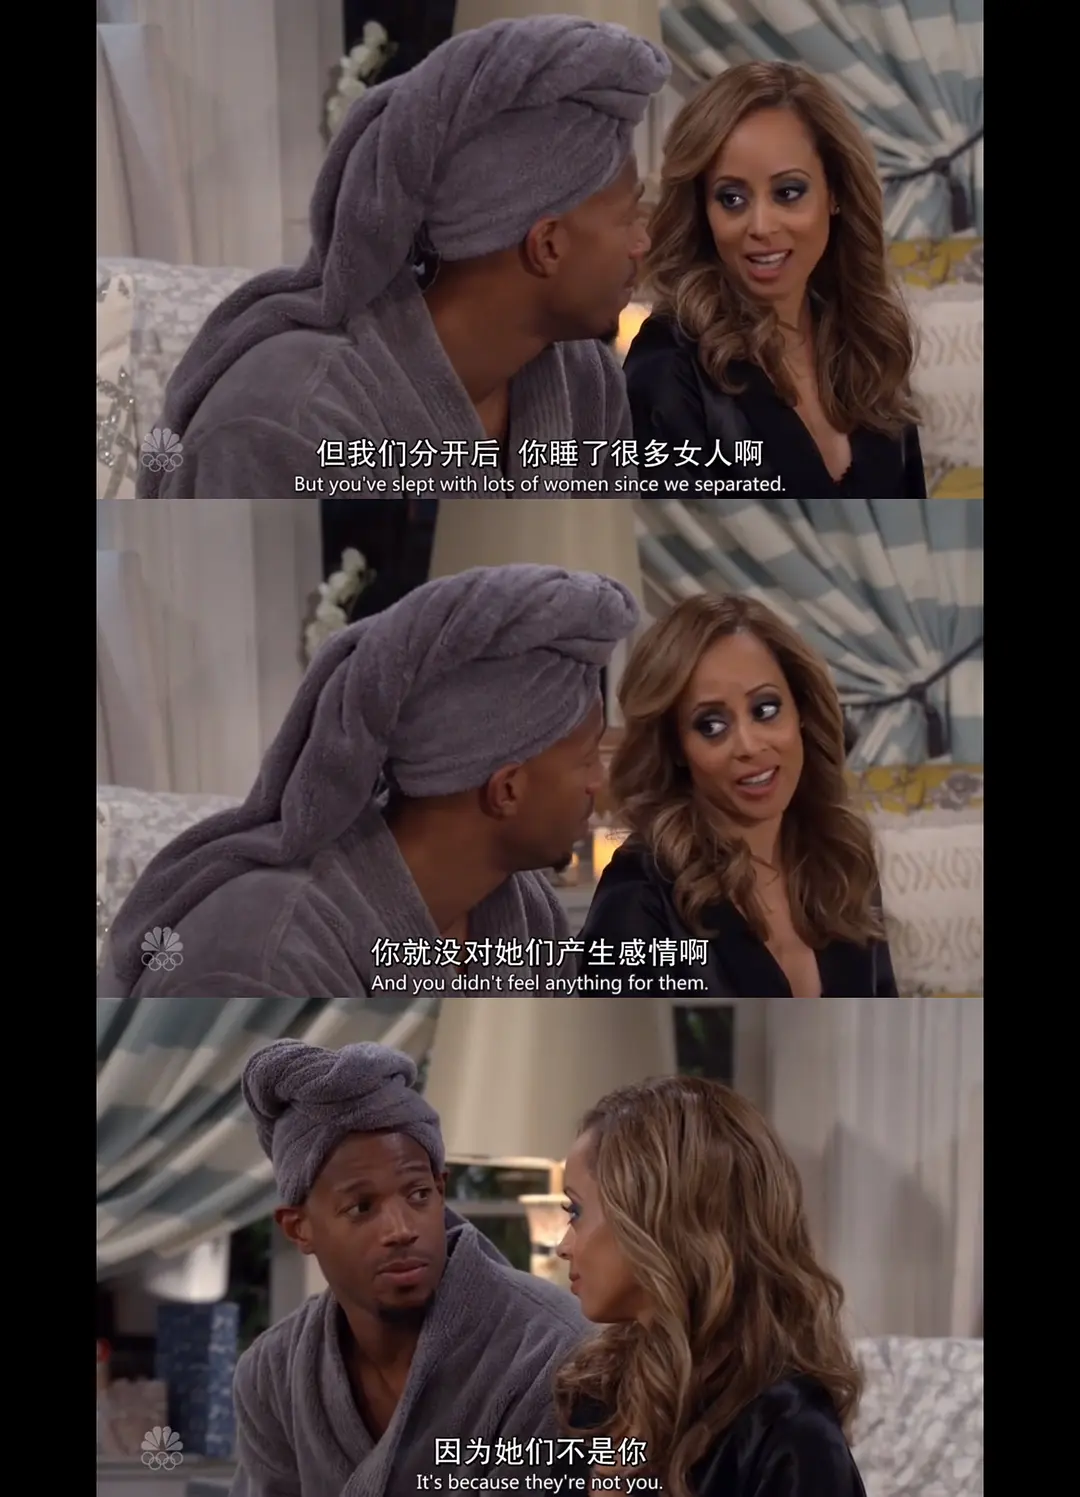 但我们分开后 你睡了很多女人啊
But you've slept with lots of women since we separated.
你就没对她们产生感情啊
And you didn't feel anything for them.
因为她们不是你
It's because they're not you.